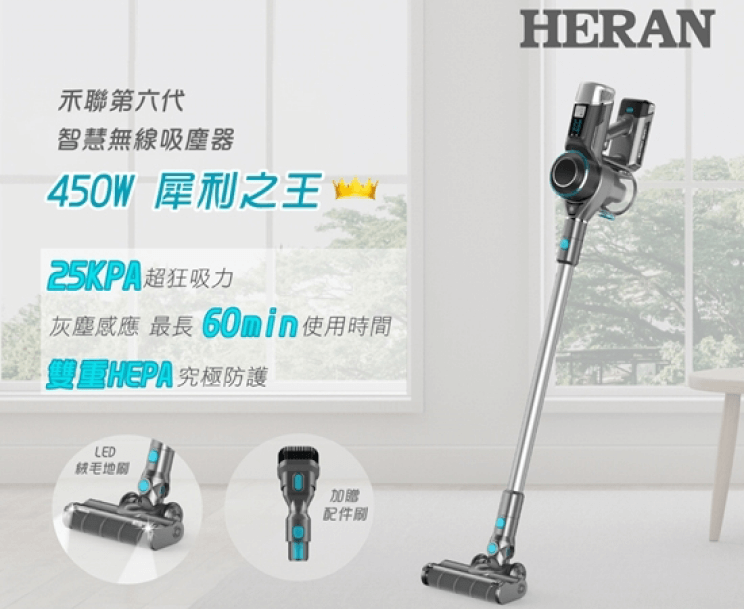 HERAN
禾聯第六代
智慧無線吸塵器
450W 犀利之王
25KPA超狂吸力
灰塵感應 最長 60min使用時間
雙重HEPA究極防護
LED
絨毛地刷
加贈
配件刷